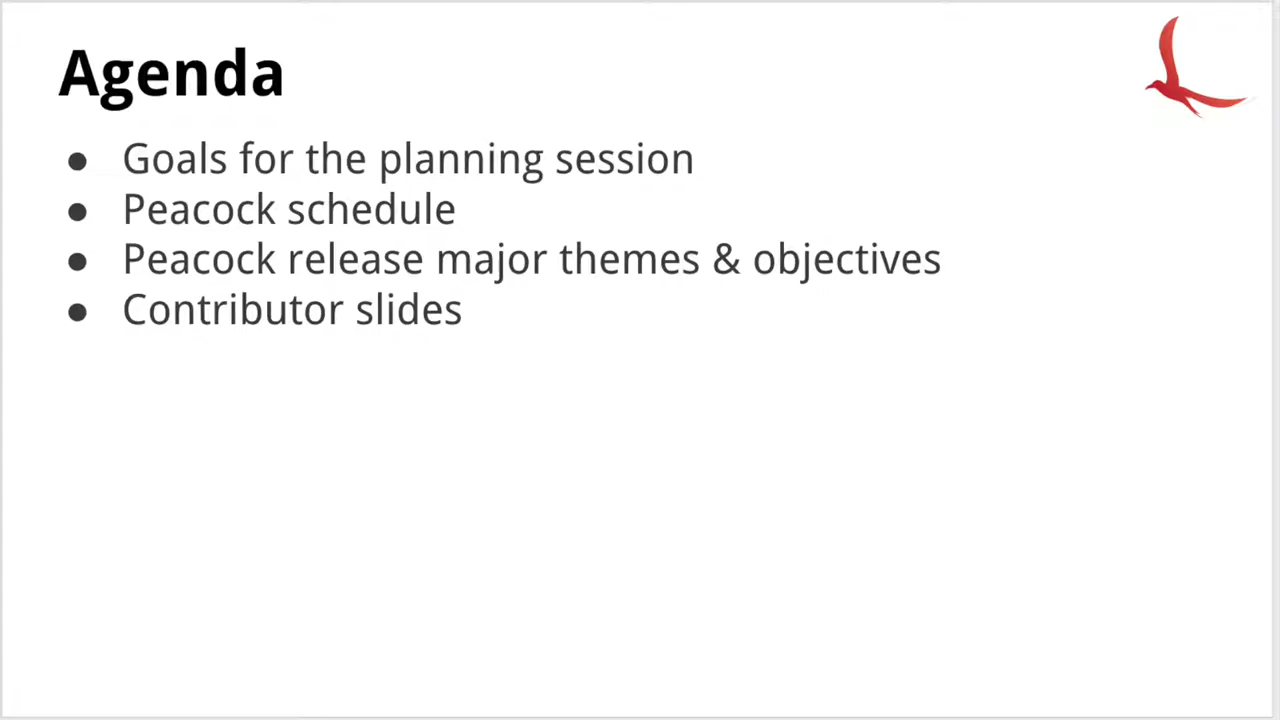 Agenda
● Goals for the planning session
● Peacock schedule
● Peacock release major themes & objectives
● Contributor slides